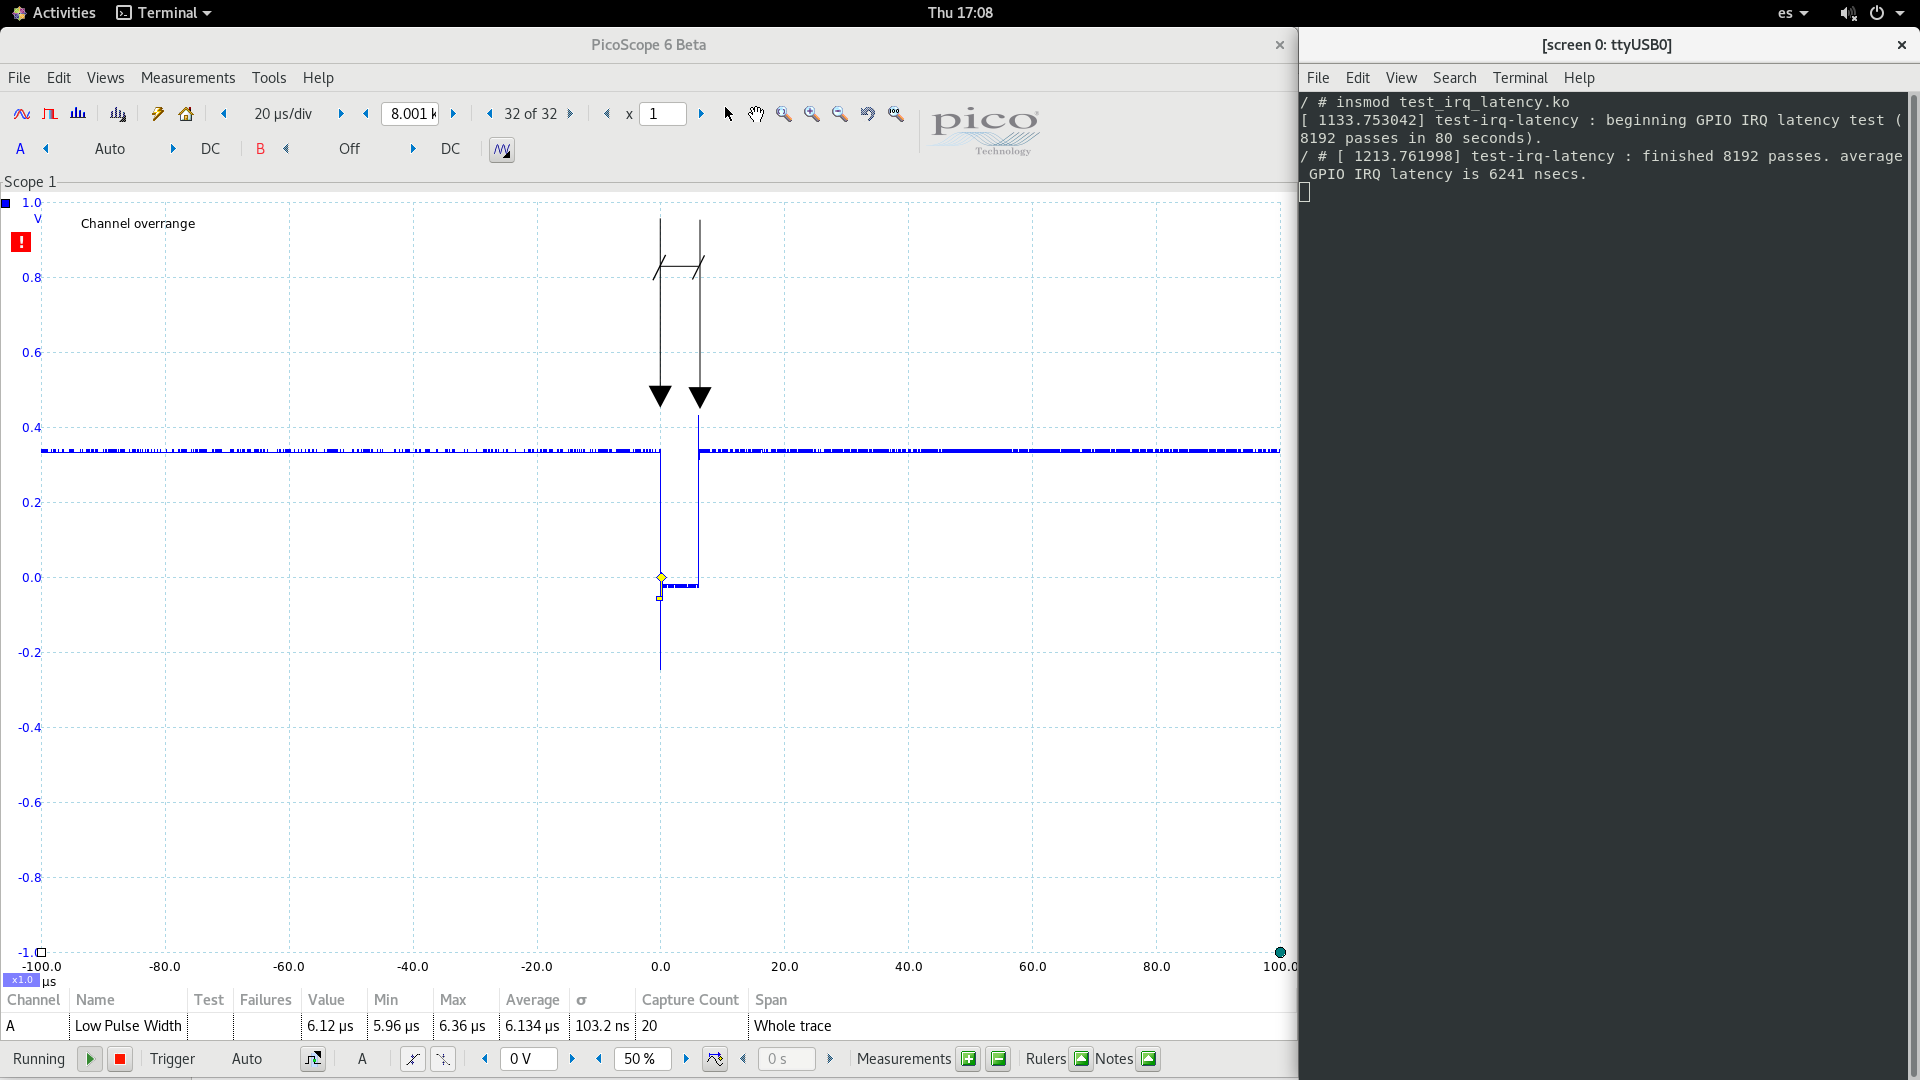 Activities
Terminal
Thu 17:08
es
PicoScope 6 Beta
File Edit Views Measurements Tools Help
20 µs/div
8.001 k
32 of 32
x 1
pico
Technology
A Auto DC B Off DC
Scope 1
1.0
V
Channel overrange
!
0.8
0.6
0.4
0.2
0.0
-0.2
-0.4
-0.6
-0.8
-1.0
-100.0 -80.0 -60.0 -40.0 -20.0 0.0 20.0 40.0 60.0 80.0 100.0
x1.0 µs
Channel Name Test Failures Value Min Max Average σ Capture Count Span
A Low Pulse Width 6.12 µs 5.96 µs 6.36 µs 6.134 µs 103.2 ns 20 Whole trace
Running Trigger Auto A 0 V 50 % 0 s Measurements Rulers Notes
[screen 0: ttyUSB0]
File Edit View Search Terminal Help
/ # insmod test_irq_latency.ko
[ 1133.753042] test-irq-latency : beginning GPIO IRQ latency test (
8192 passes in 80 seconds).
/ # [ 1213.761998] test-irq-latency : finished 8192 passes. average
GPIO IRQ latency is 6241 nsecs.